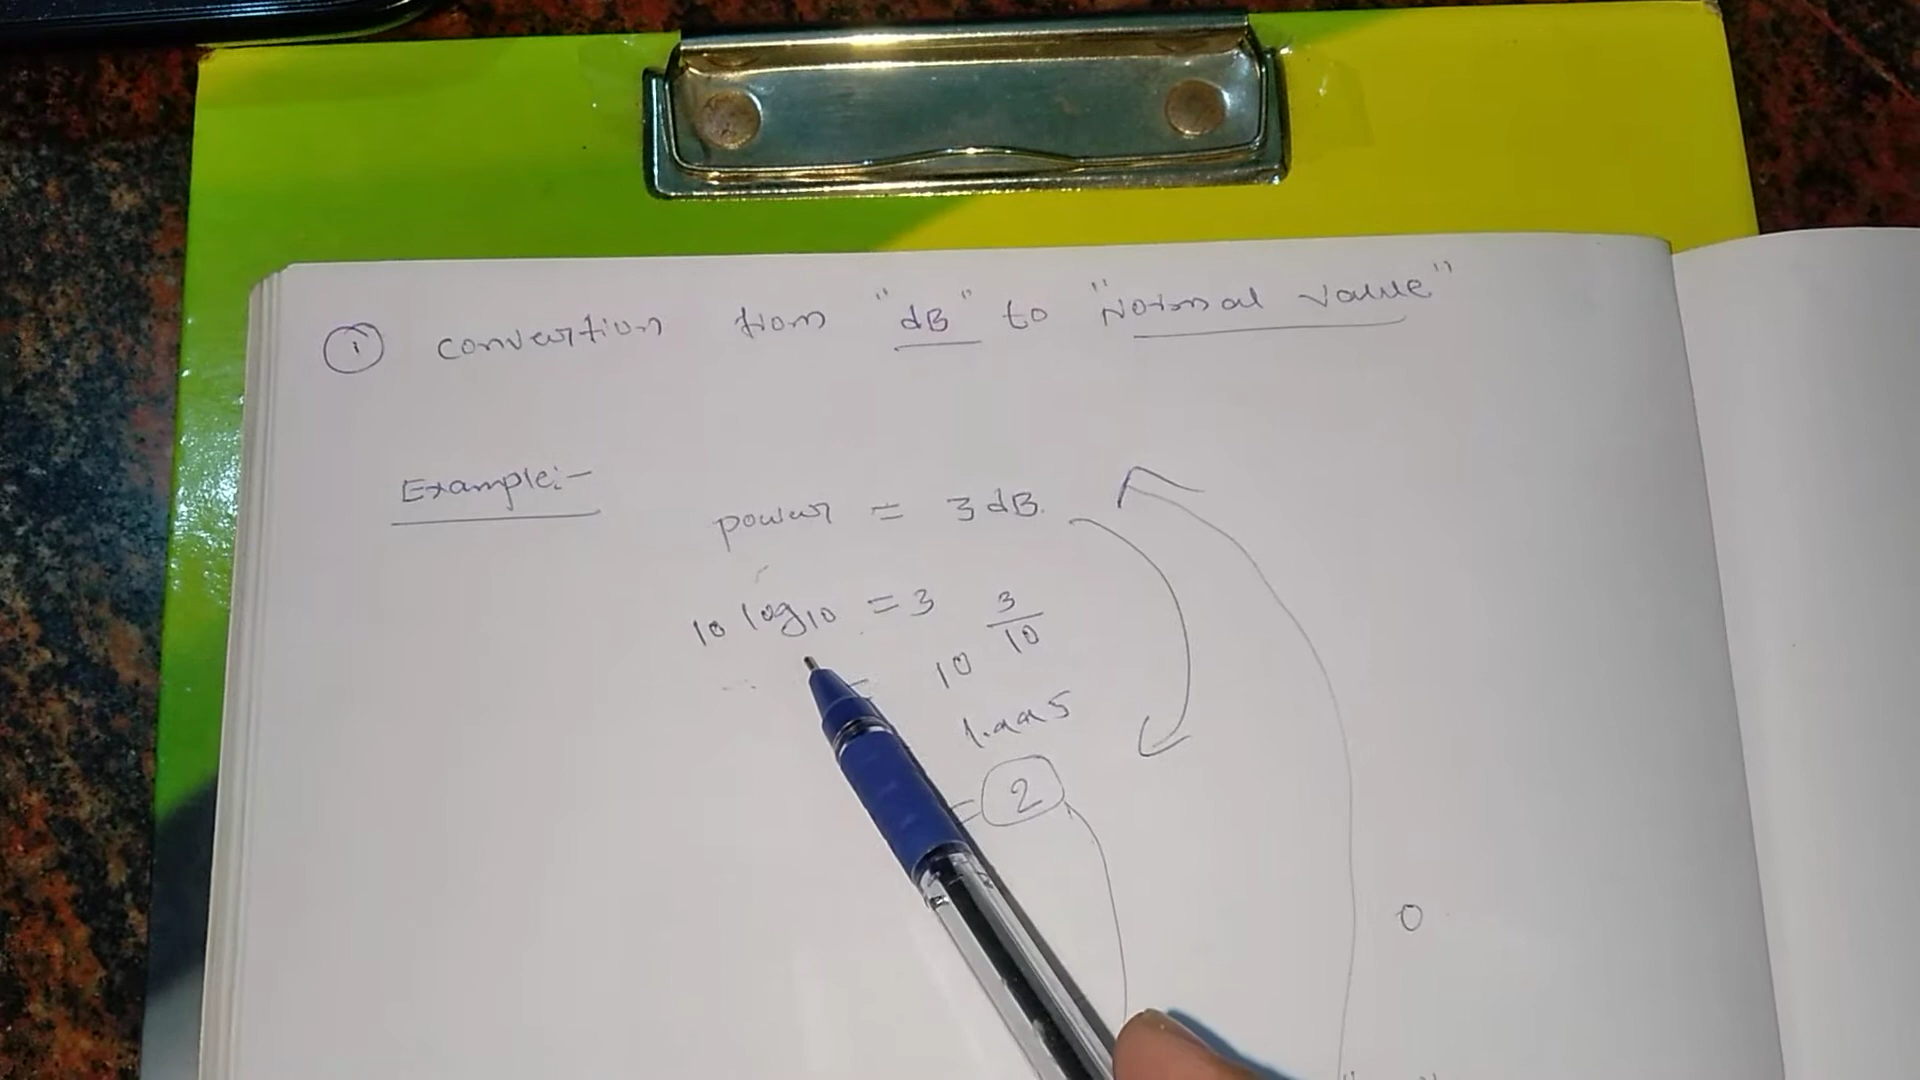 ① convertion from "dB" to "Normal value"
Example:-
power = 3 dB.
10 log₁₀ = 3
= 10^(3/10)
1.995
= 2
0